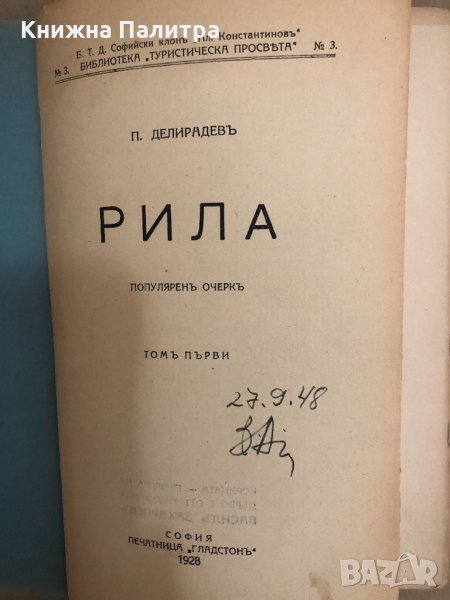 Книжна Палитра
Б. Т. Д. Софийски клонъ „Ал. Константиновъ“
№ 3. БИБЛИОТЕКА „ТУРИСТИЧЕСКА ПРОСВѢТА“ № 3.
П. ДЕЛИРАДЕВЪ
РИЛА
ПОПУЛЯРЕНЪ ОЧЕРКЪ
ТОМЪ ПЪРВИ
27.9.48
СОФИЯ
ПЕЧАТНИЦА „ГЛАДСТОНЪ“
1928
bazar